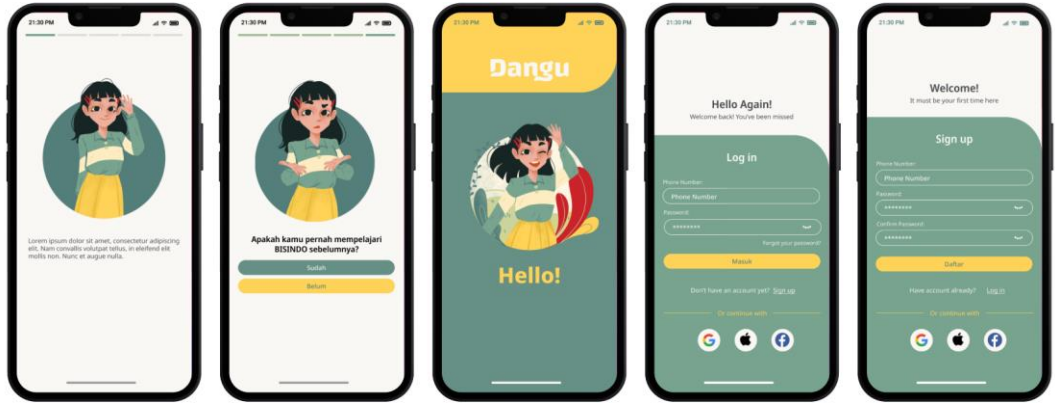 21:30 PM
Lorem ipsum dolor sit amet, consectetur adipiscing
elit. Nam convallis volutpat tellus, in eleifend elit
mollis non. Nunc et augue nulla.
21:30 PM
Apakah kamu pernah mempelajari
BISINDO sebelumnya?
Sudah
Belum
21:30 PM
Dangu
Hello!
21:30 PM
Hello Again!
Welcome back! You've been missed
Log in
Phone Number
Phone Number
Password
********
Forgot your password?
Masuk
Don't have an account yet? Sign up
Or continue with
G
f
21:30 PM
Welcome!
It must be your first time here
Sign up
Phone Number
Phone Number
Password
********
Confirm Password
********
Daftar
Have account already? Log in
Or continue with
G
f